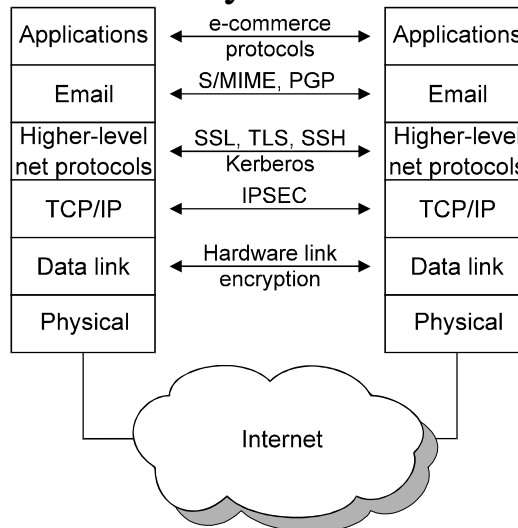 Applications
e-commerce
protocols
Applications
Email
S/MIME, PGP
Email
Higher-level
net protocols
SSL, TLS, SSH
Kerberos
Higher-level
net protocols
TCP/IP
IPSEC
TCP/IP
Data link
Hardware link
encryption
Data link
Physical
Physical
Internet